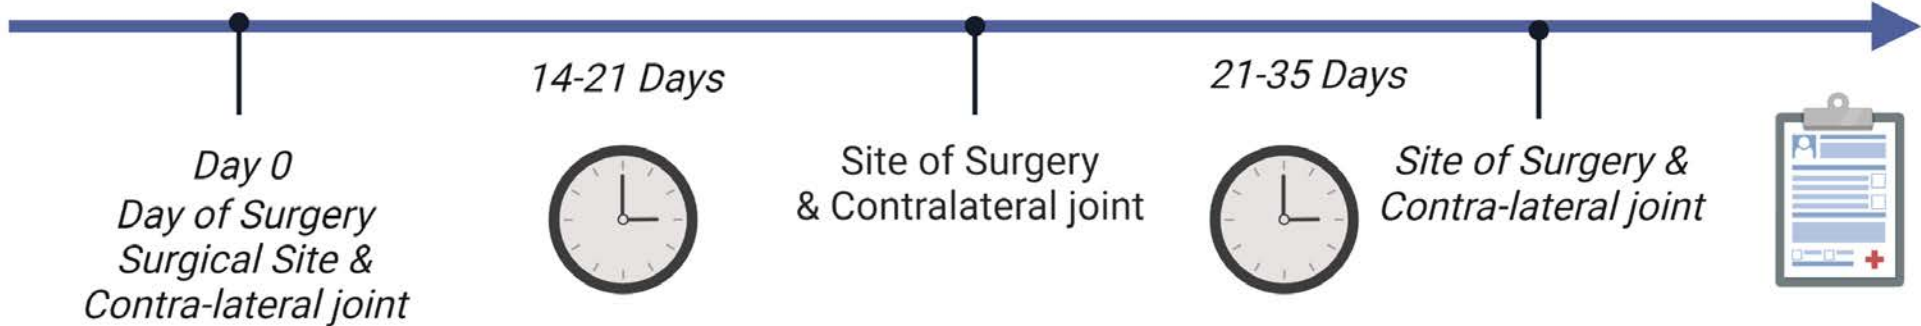 14-21 Days
21-35 Days
Day 0
Day of Surgery
Surgical Site &
Contra-lateral joint
Site of Surgery
& Contralateral joint
Site of Surgery &
Contra-lateral joint